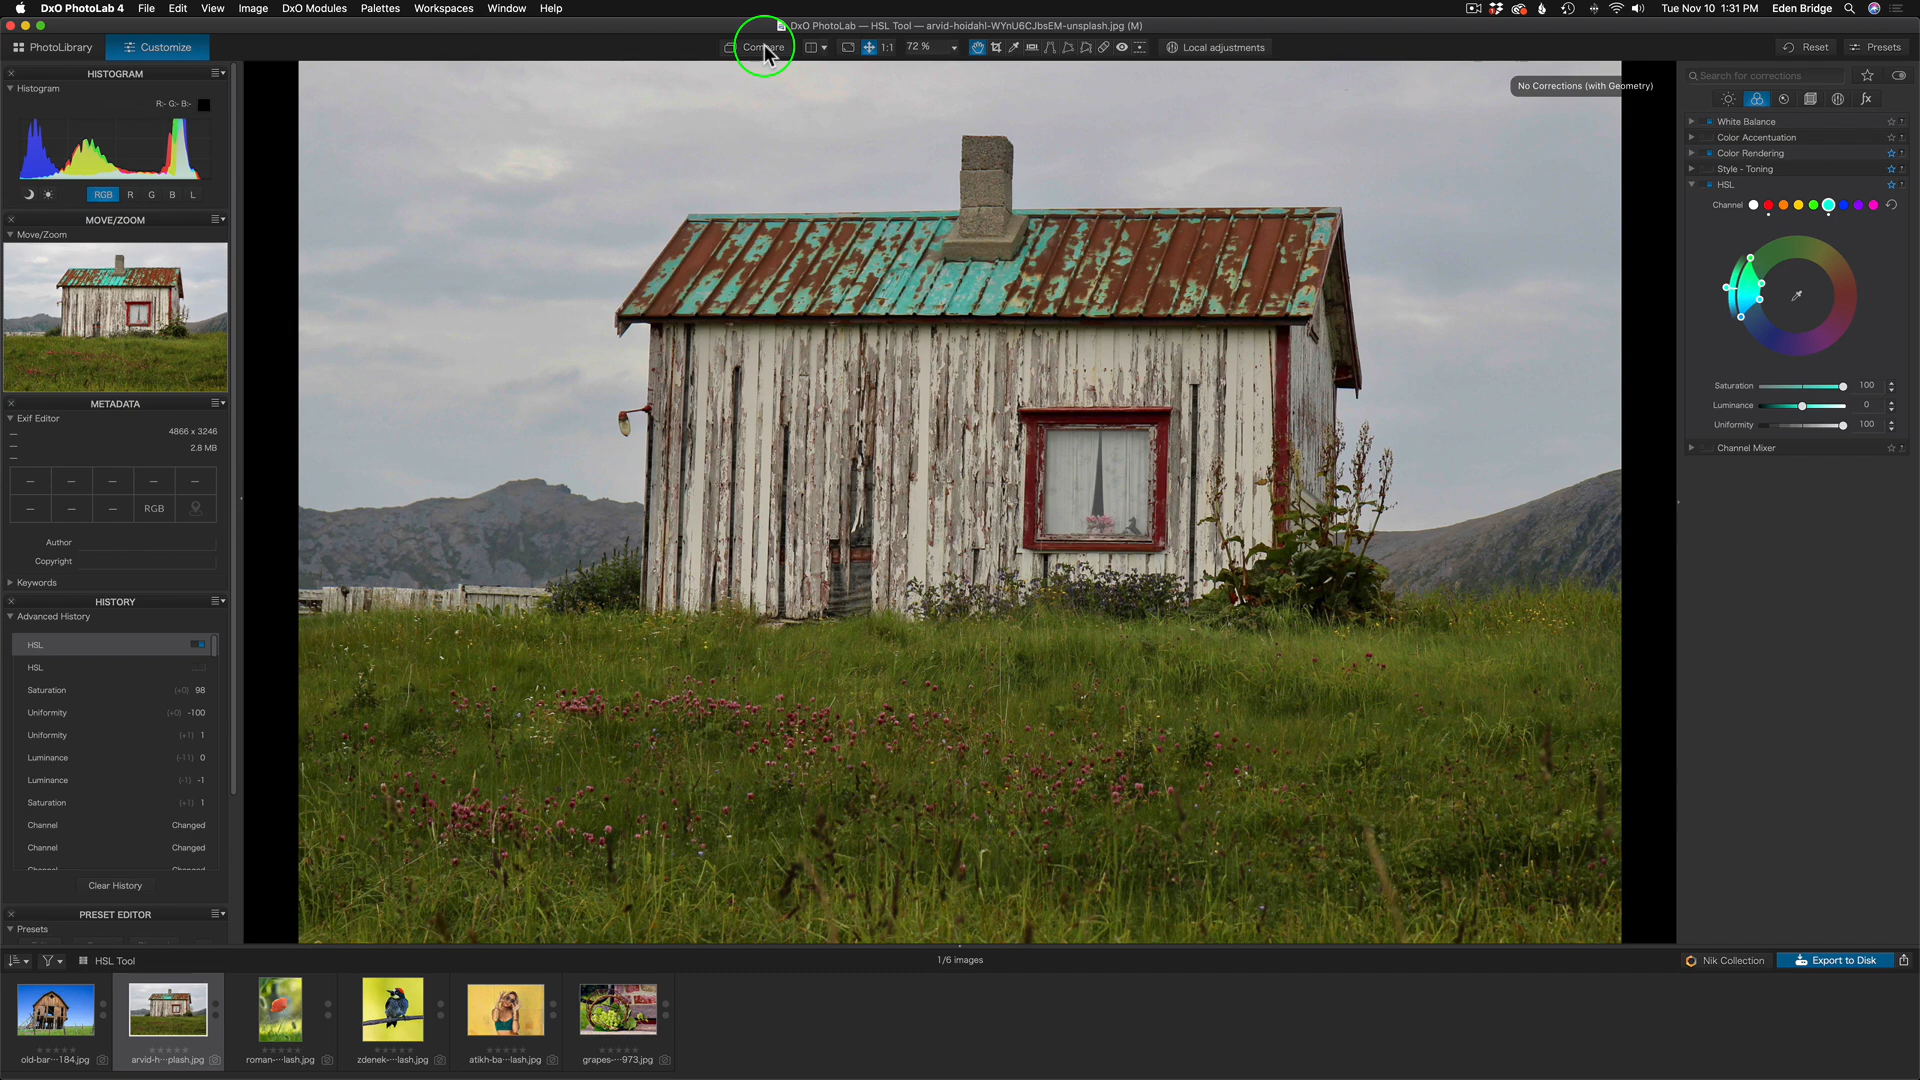 DxO PhotoLab 4 File Edit View Image DxO Modules Palettes Workspaces Window Help Tue Nov 10 1:31 PM Eden Bridge
DxO PhotoLab — HSL Tool — arvid-hoidahl-WYnU6CJbsEM-unsplash.jpg (M)
PhotoLibrary Customize Compare 1:1 72 % Local adjustments Reset Presets
HISTOGRAM
Histogram
R:- G:- B:-
RGB R G B L
MOVE/ZOOM
Move/Zoom
METADATA
Exif Editor
4866 x 3246
2.8 MB
RGB
Author
Copyright
Keywords
HISTORY
Advanced History
HSL
HSL
Saturation (+0) 98
Uniformity (+0) -100
Uniformity (+1) 1
Luminance (-11) 0
Luminance (-1) -1
Saturation (+1) 1
Channel Changed
Channel Changed
Clear History
PRESET EDITOR
Presets
No Corrections (with Geometry)
Search for corrections
fx
White Balance
Color Accentuation
Color Rendering
Style - Toning
HSL
Channel
Saturation 100
Luminance 0
Uniformity 100
Channel Mixer
HSL Tool 1/6 images Nik Collection Export to Disk
old-bar···184.jpg arvid-h···plash.jpg roman-···lash.jpg zdenek-···lash.jpg atikh-ba···lash.jpg grapes-···973.jpg